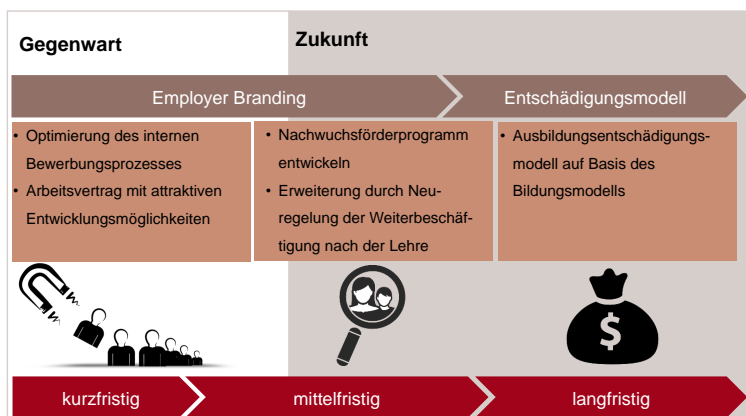 Gegenwart
Zukunft
Employer Branding
Entschädigungsmodell
• Optimierung des internen
Bewerbungsprozesses
• Arbeitsvertrag mit attraktiven
Entwicklungsmöglichkeiten
• Nachwuchsförderprogramm
entwickeln
• Erweiterung durch Neu-
regelung der Weiterbeschäf-
tigung nach der Lehre
• Ausbildungsentschädigungs-
modell auf Basis des
Bildungsmodells
$
kurzfristig
mittelfristig
langfristig